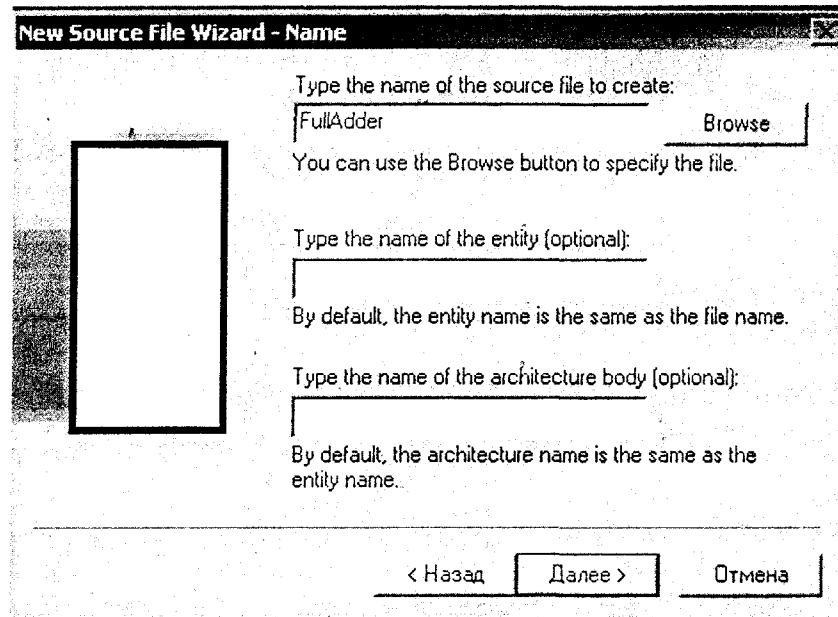 New Source File Wizard - Name
Type the name of the source file to create:
FullAdder
Browse
You can use the Browse button to specify the file.
Type the name of the entity (optional):
By default, the entity name is the same as the file name.
Type the name of the architecture body (optional):
By default, the architecture name is the same as the
entity name.
< Назад
Далее >
Отмена